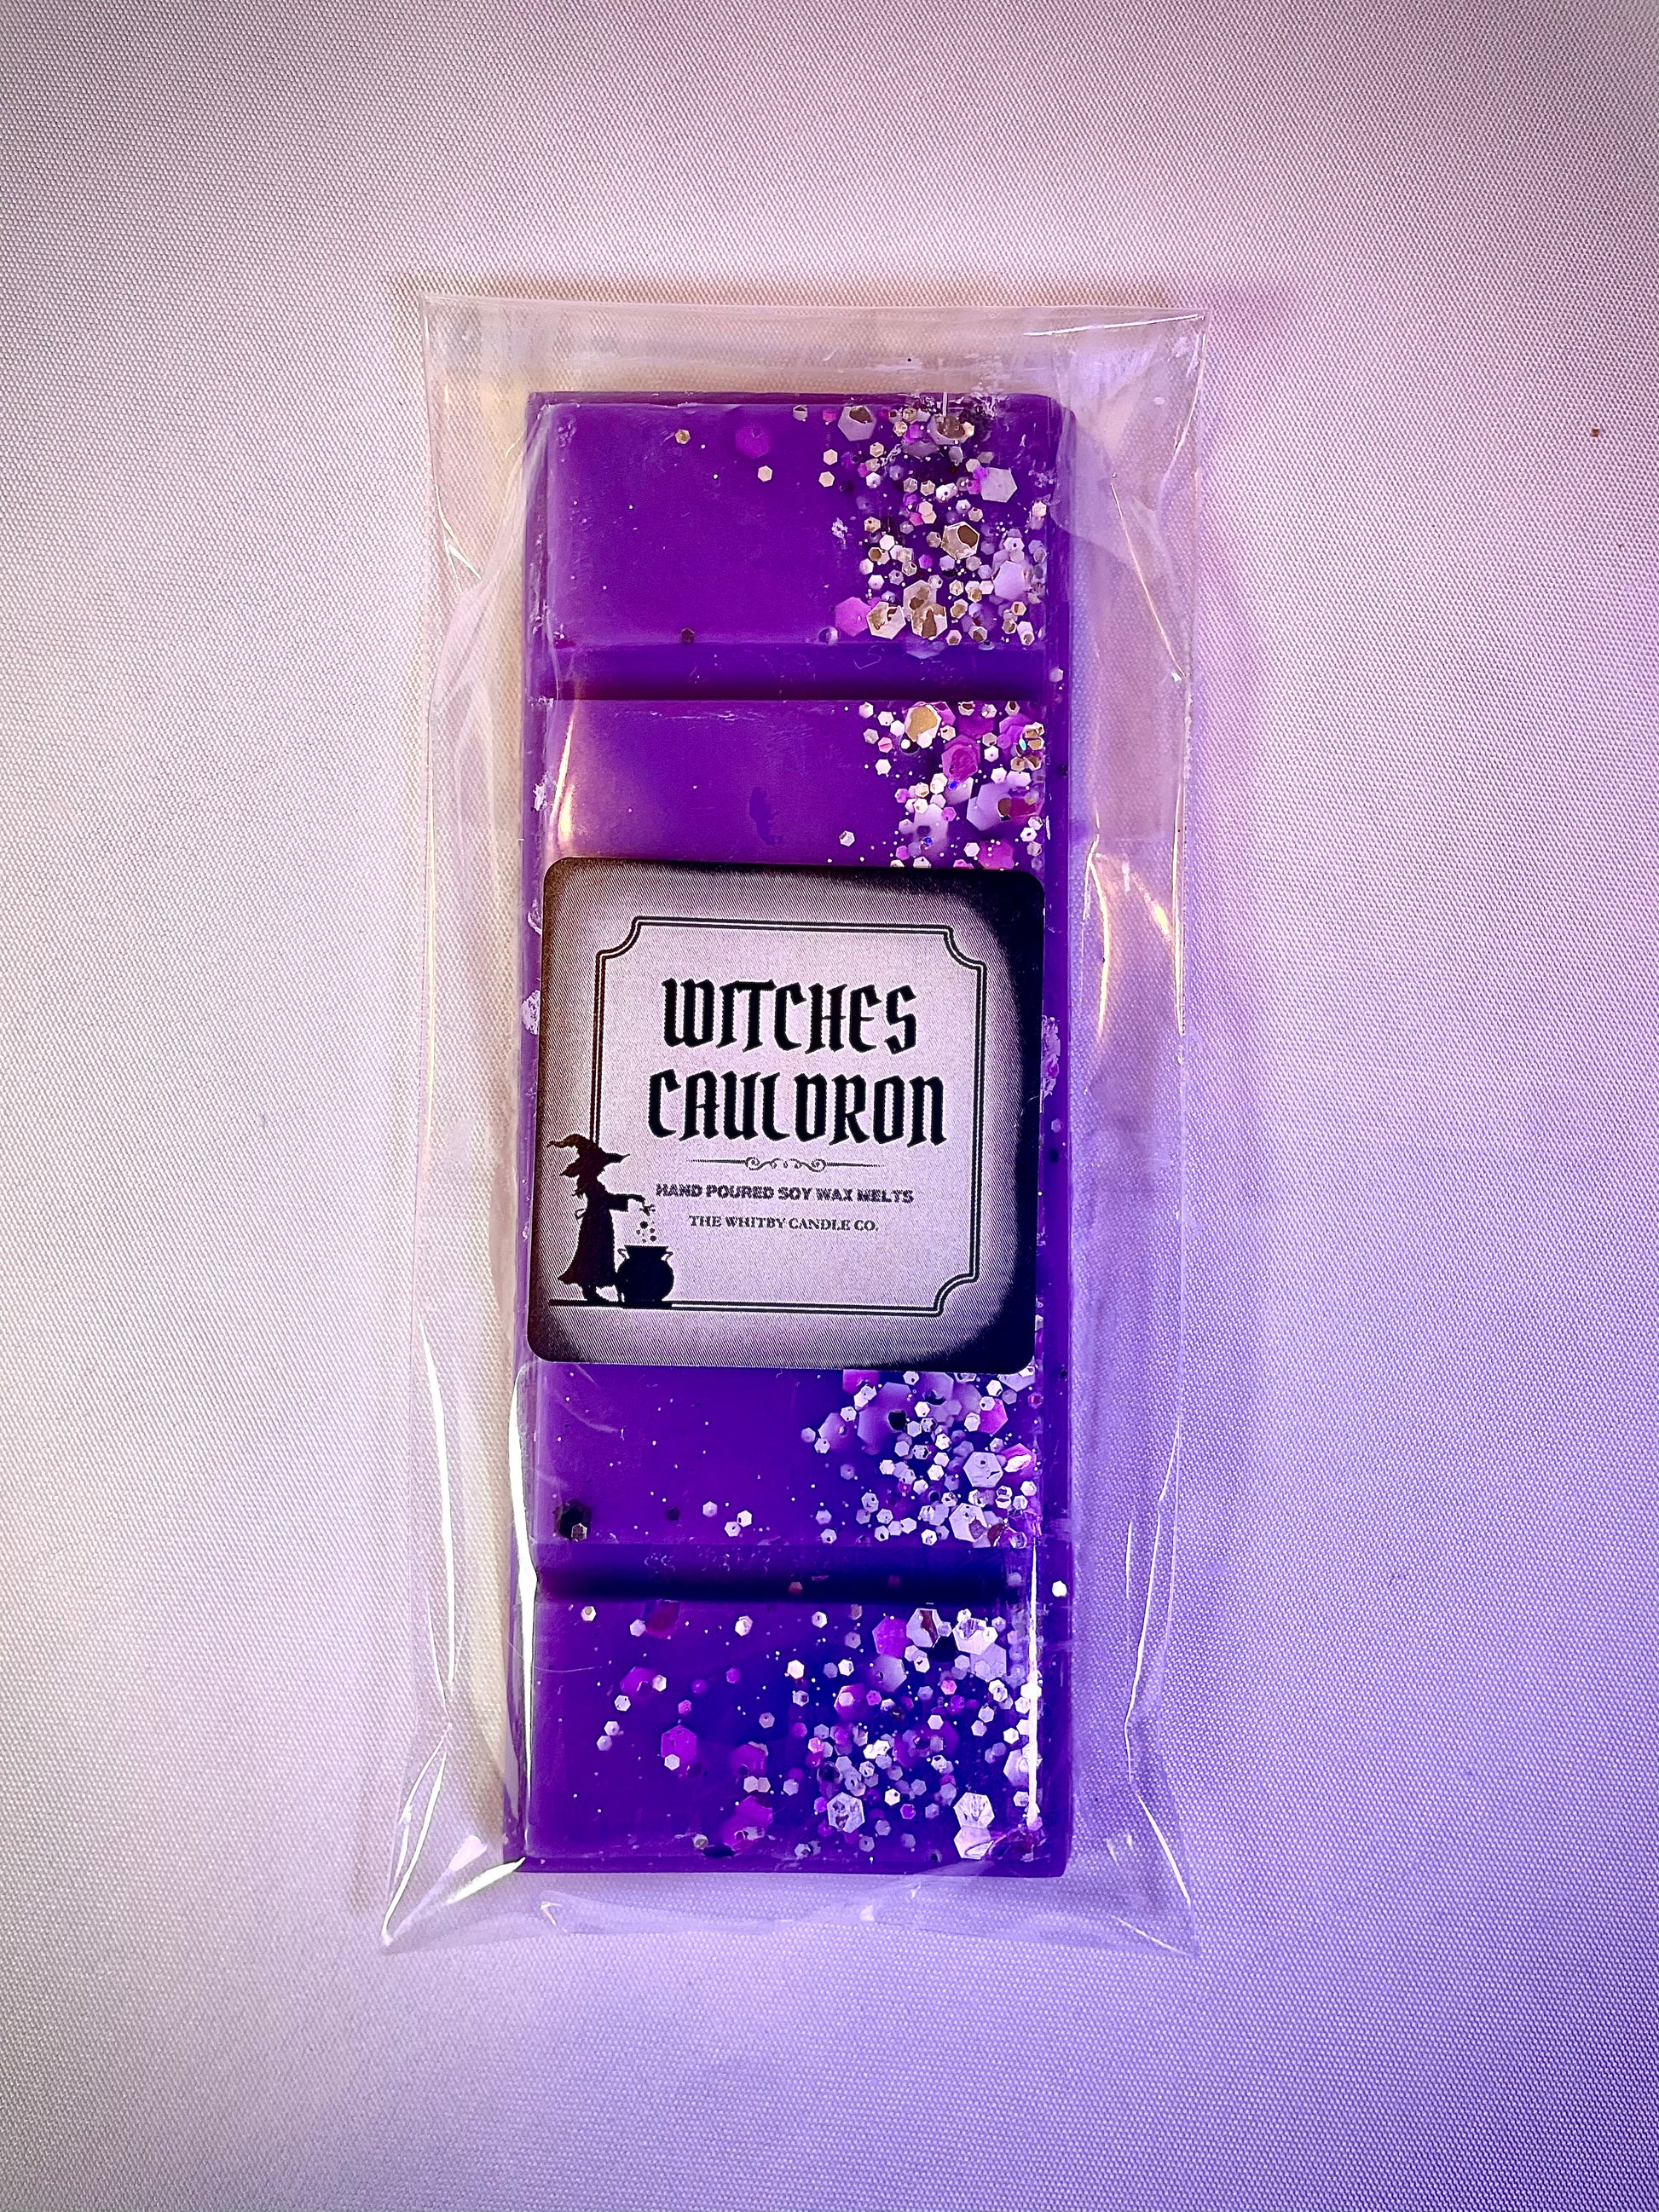 WITCHES
CAULDRON
HAND POURED SOY WAX MELTS
THE WHITBY CANDLE CO.